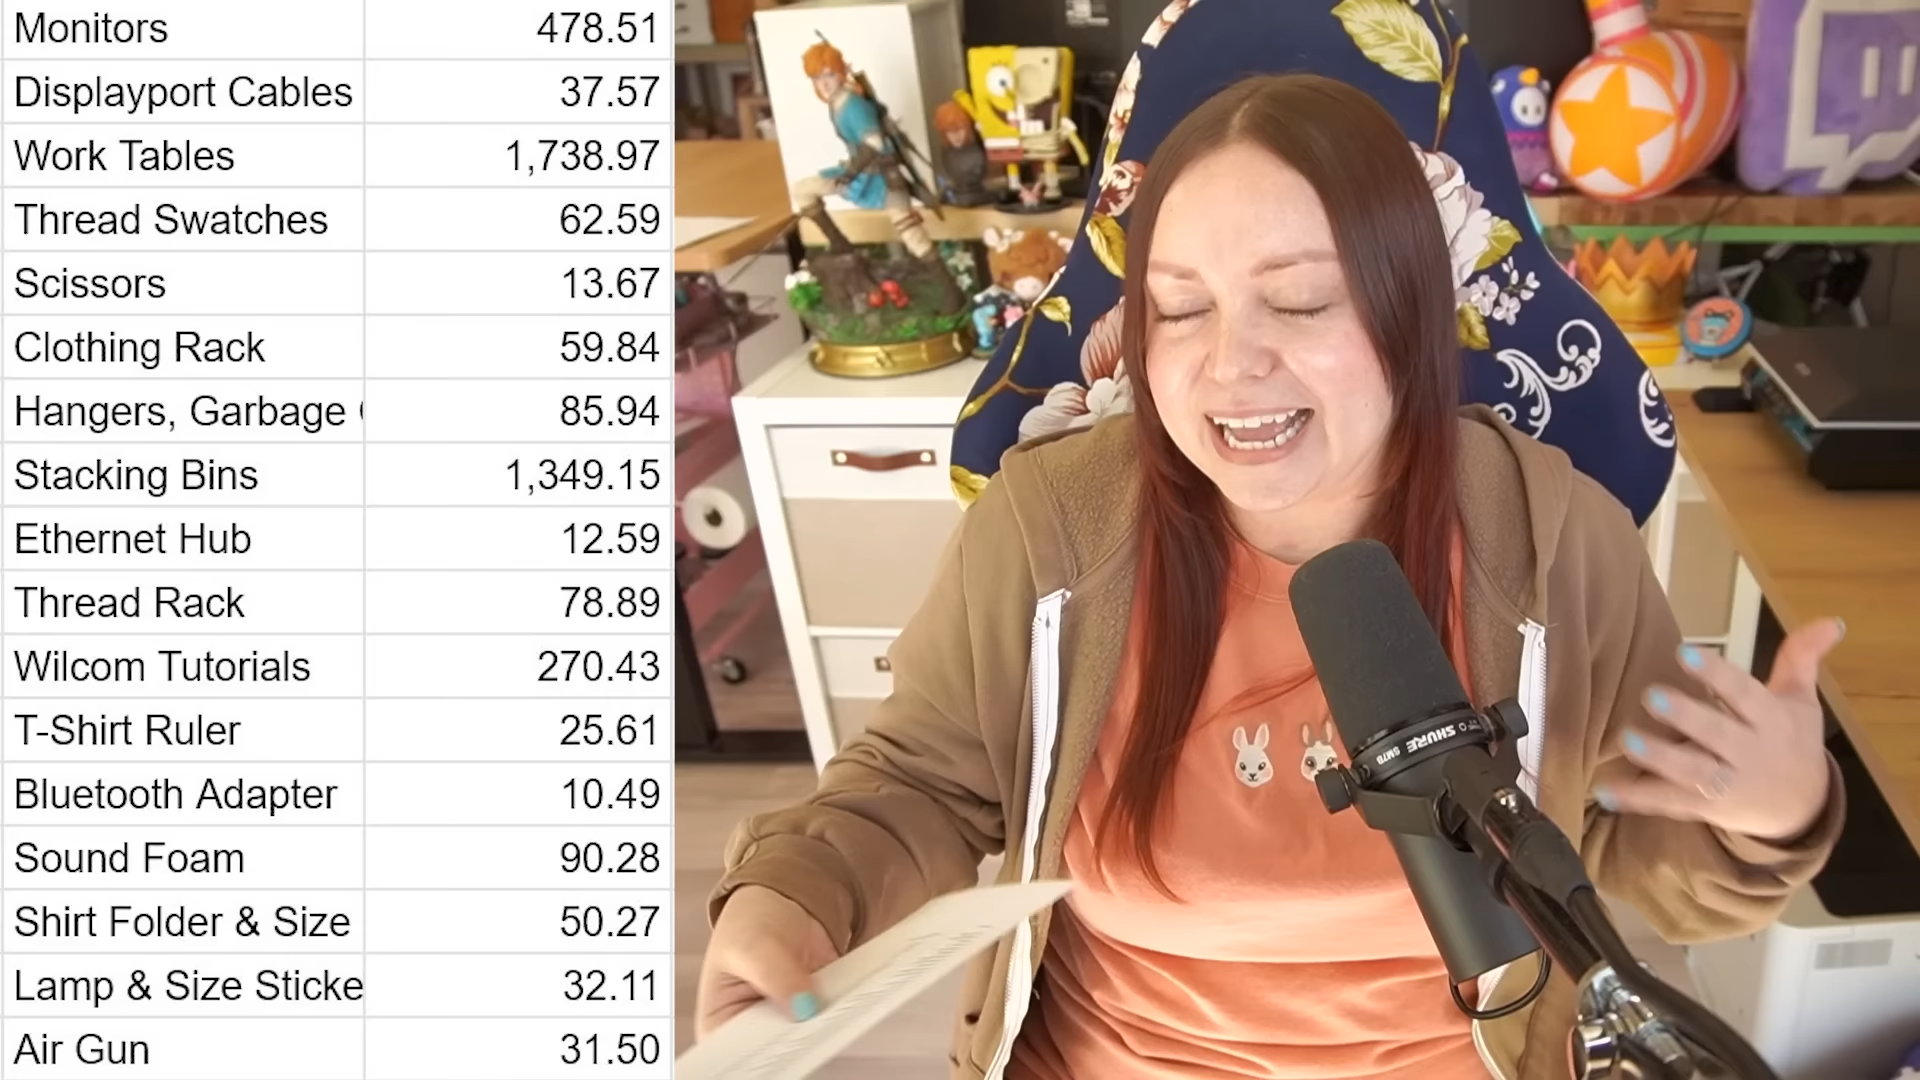 Monitors 478.51
Displayport Cables 37.57
Work Tables 1,738.97
Thread Swatches 62.59
Scissors 13.67
Clothing Rack 59.84
Hangers, Garbage 85.94
Stacking Bins 1,349.15
Ethernet Hub 12.59
Thread Rack 78.89
Wilcom Tutorials 270.43
T-Shirt Ruler 25.61
Bluetooth Adapter 10.49
Sound Foam 90.28
Shirt Folder & Size 50.27
Lamp & Size Sticke 32.11
Air Gun 31.50
SHURE SM7B